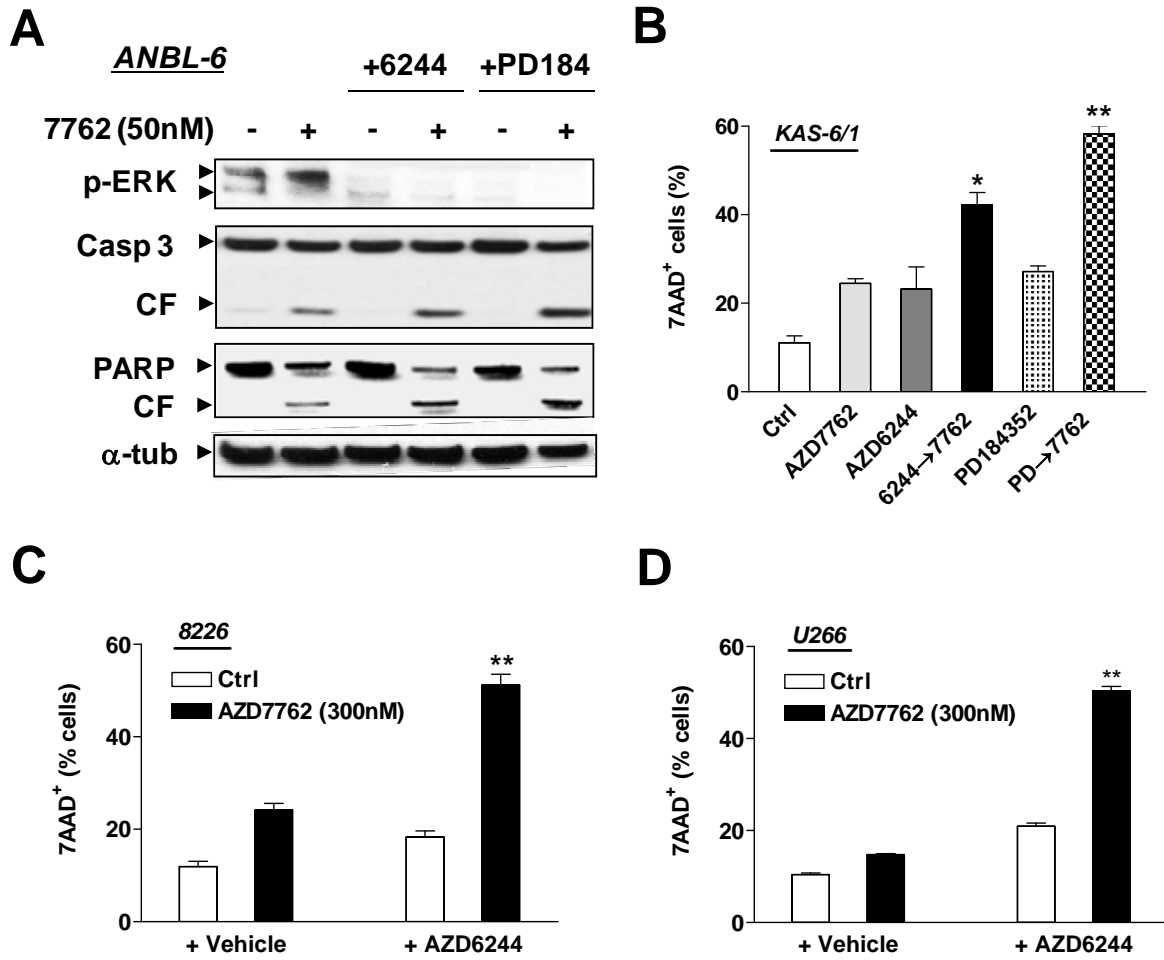 A
ANBL-6
+6244 +PD184
7762 (50nM) - + - + - +
p-ERK
Casp 3
CF
PARP
CF
α-tub
B
KAS-6/1
7AAD+ cells (%)
60
40
20
0
*
**
Ctrl
AZD7762
AZD6244
6244→7762
PD184352
PD→7762
C
8226
Ctrl
AZD7762 (300nM)
7AAD+ (% cells)
60
40
20
0
**
+ Vehicle + AZD6244
D
U266
Ctrl
AZD7762 (300nM)
7AAD+ (% cells)
60
40
20
0
**
+ Vehicle + AZD6244